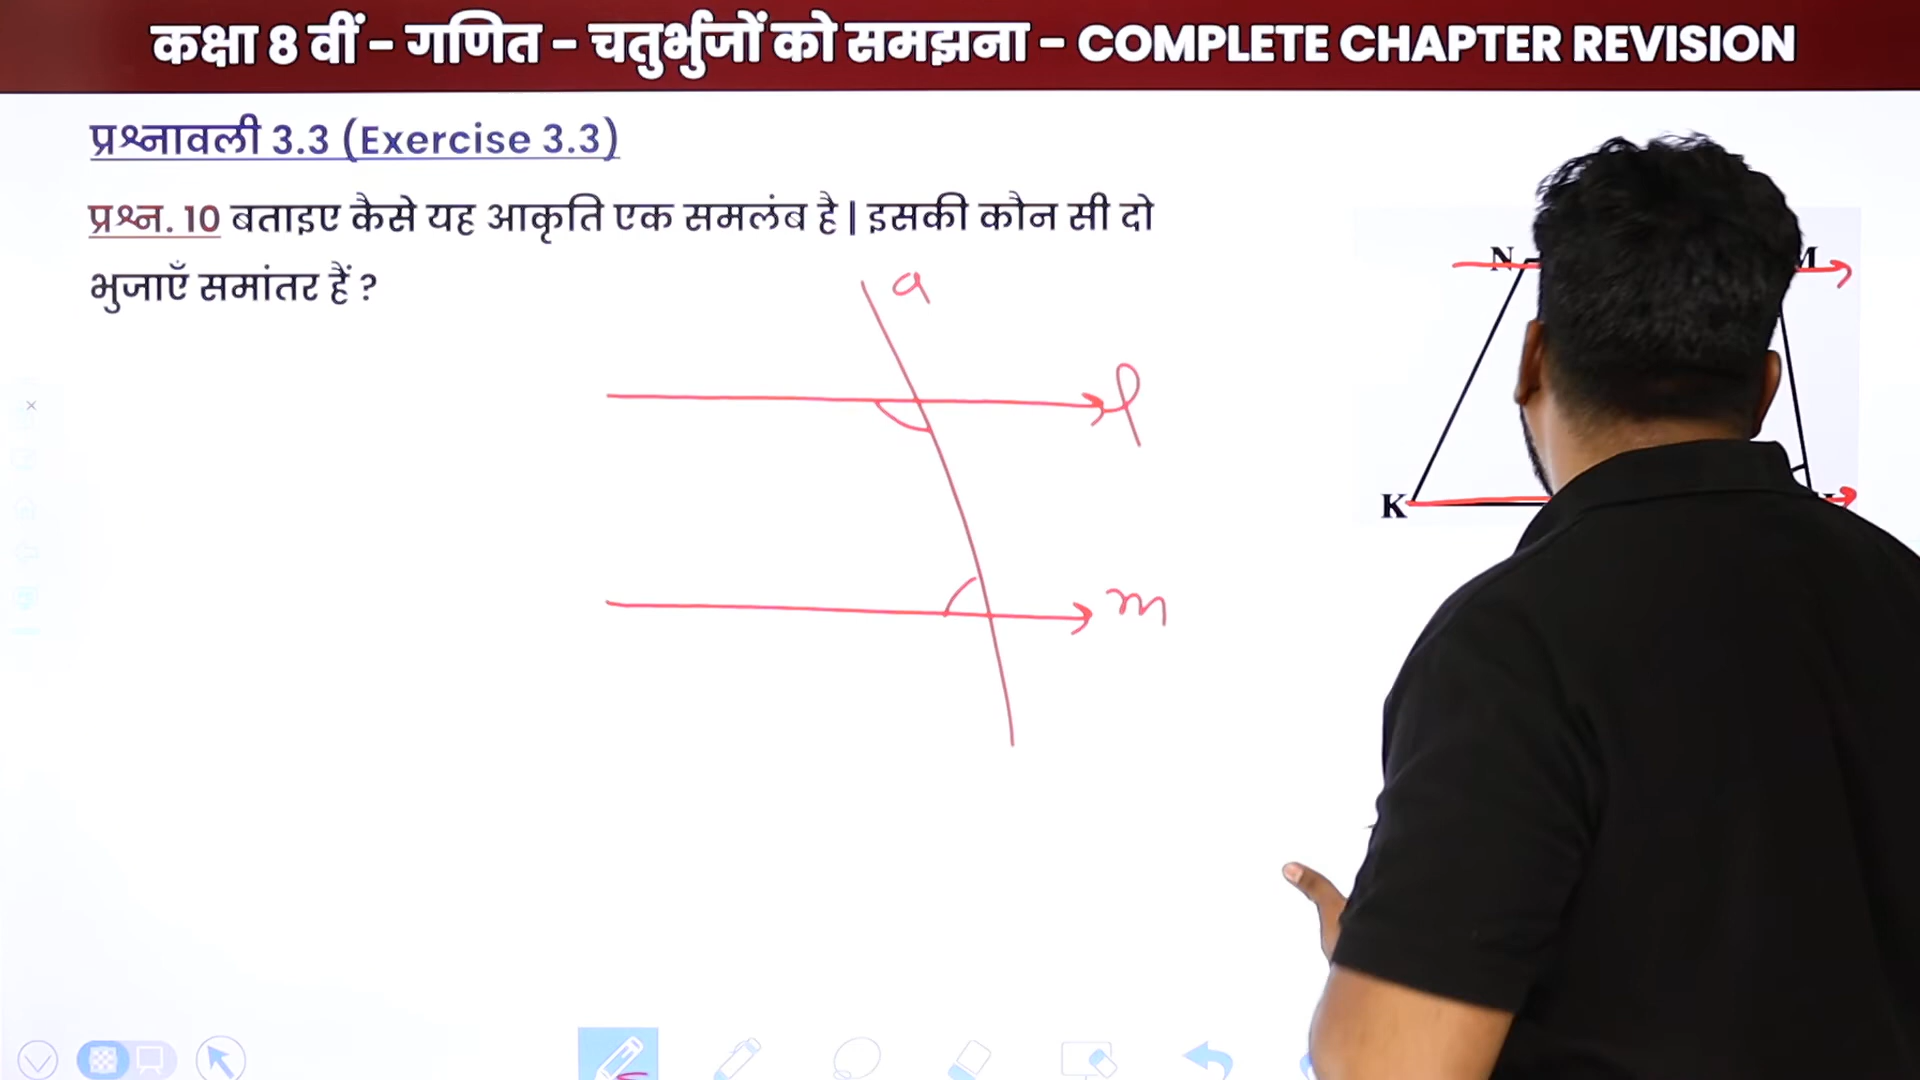 कक्षा 8 वीं - गणित - चतुर्भुजों को समझना - COMPLETE CHAPTER REVISION
प्रश्नावली 3.3 (Exercise 3.3)
प्रश्न. 10 बताइए कैसे यह आकृति एक समलंब है | इसकी कौन सी दो
भुजाएँ समांतर हैं ?
a
N
M
l
K
m